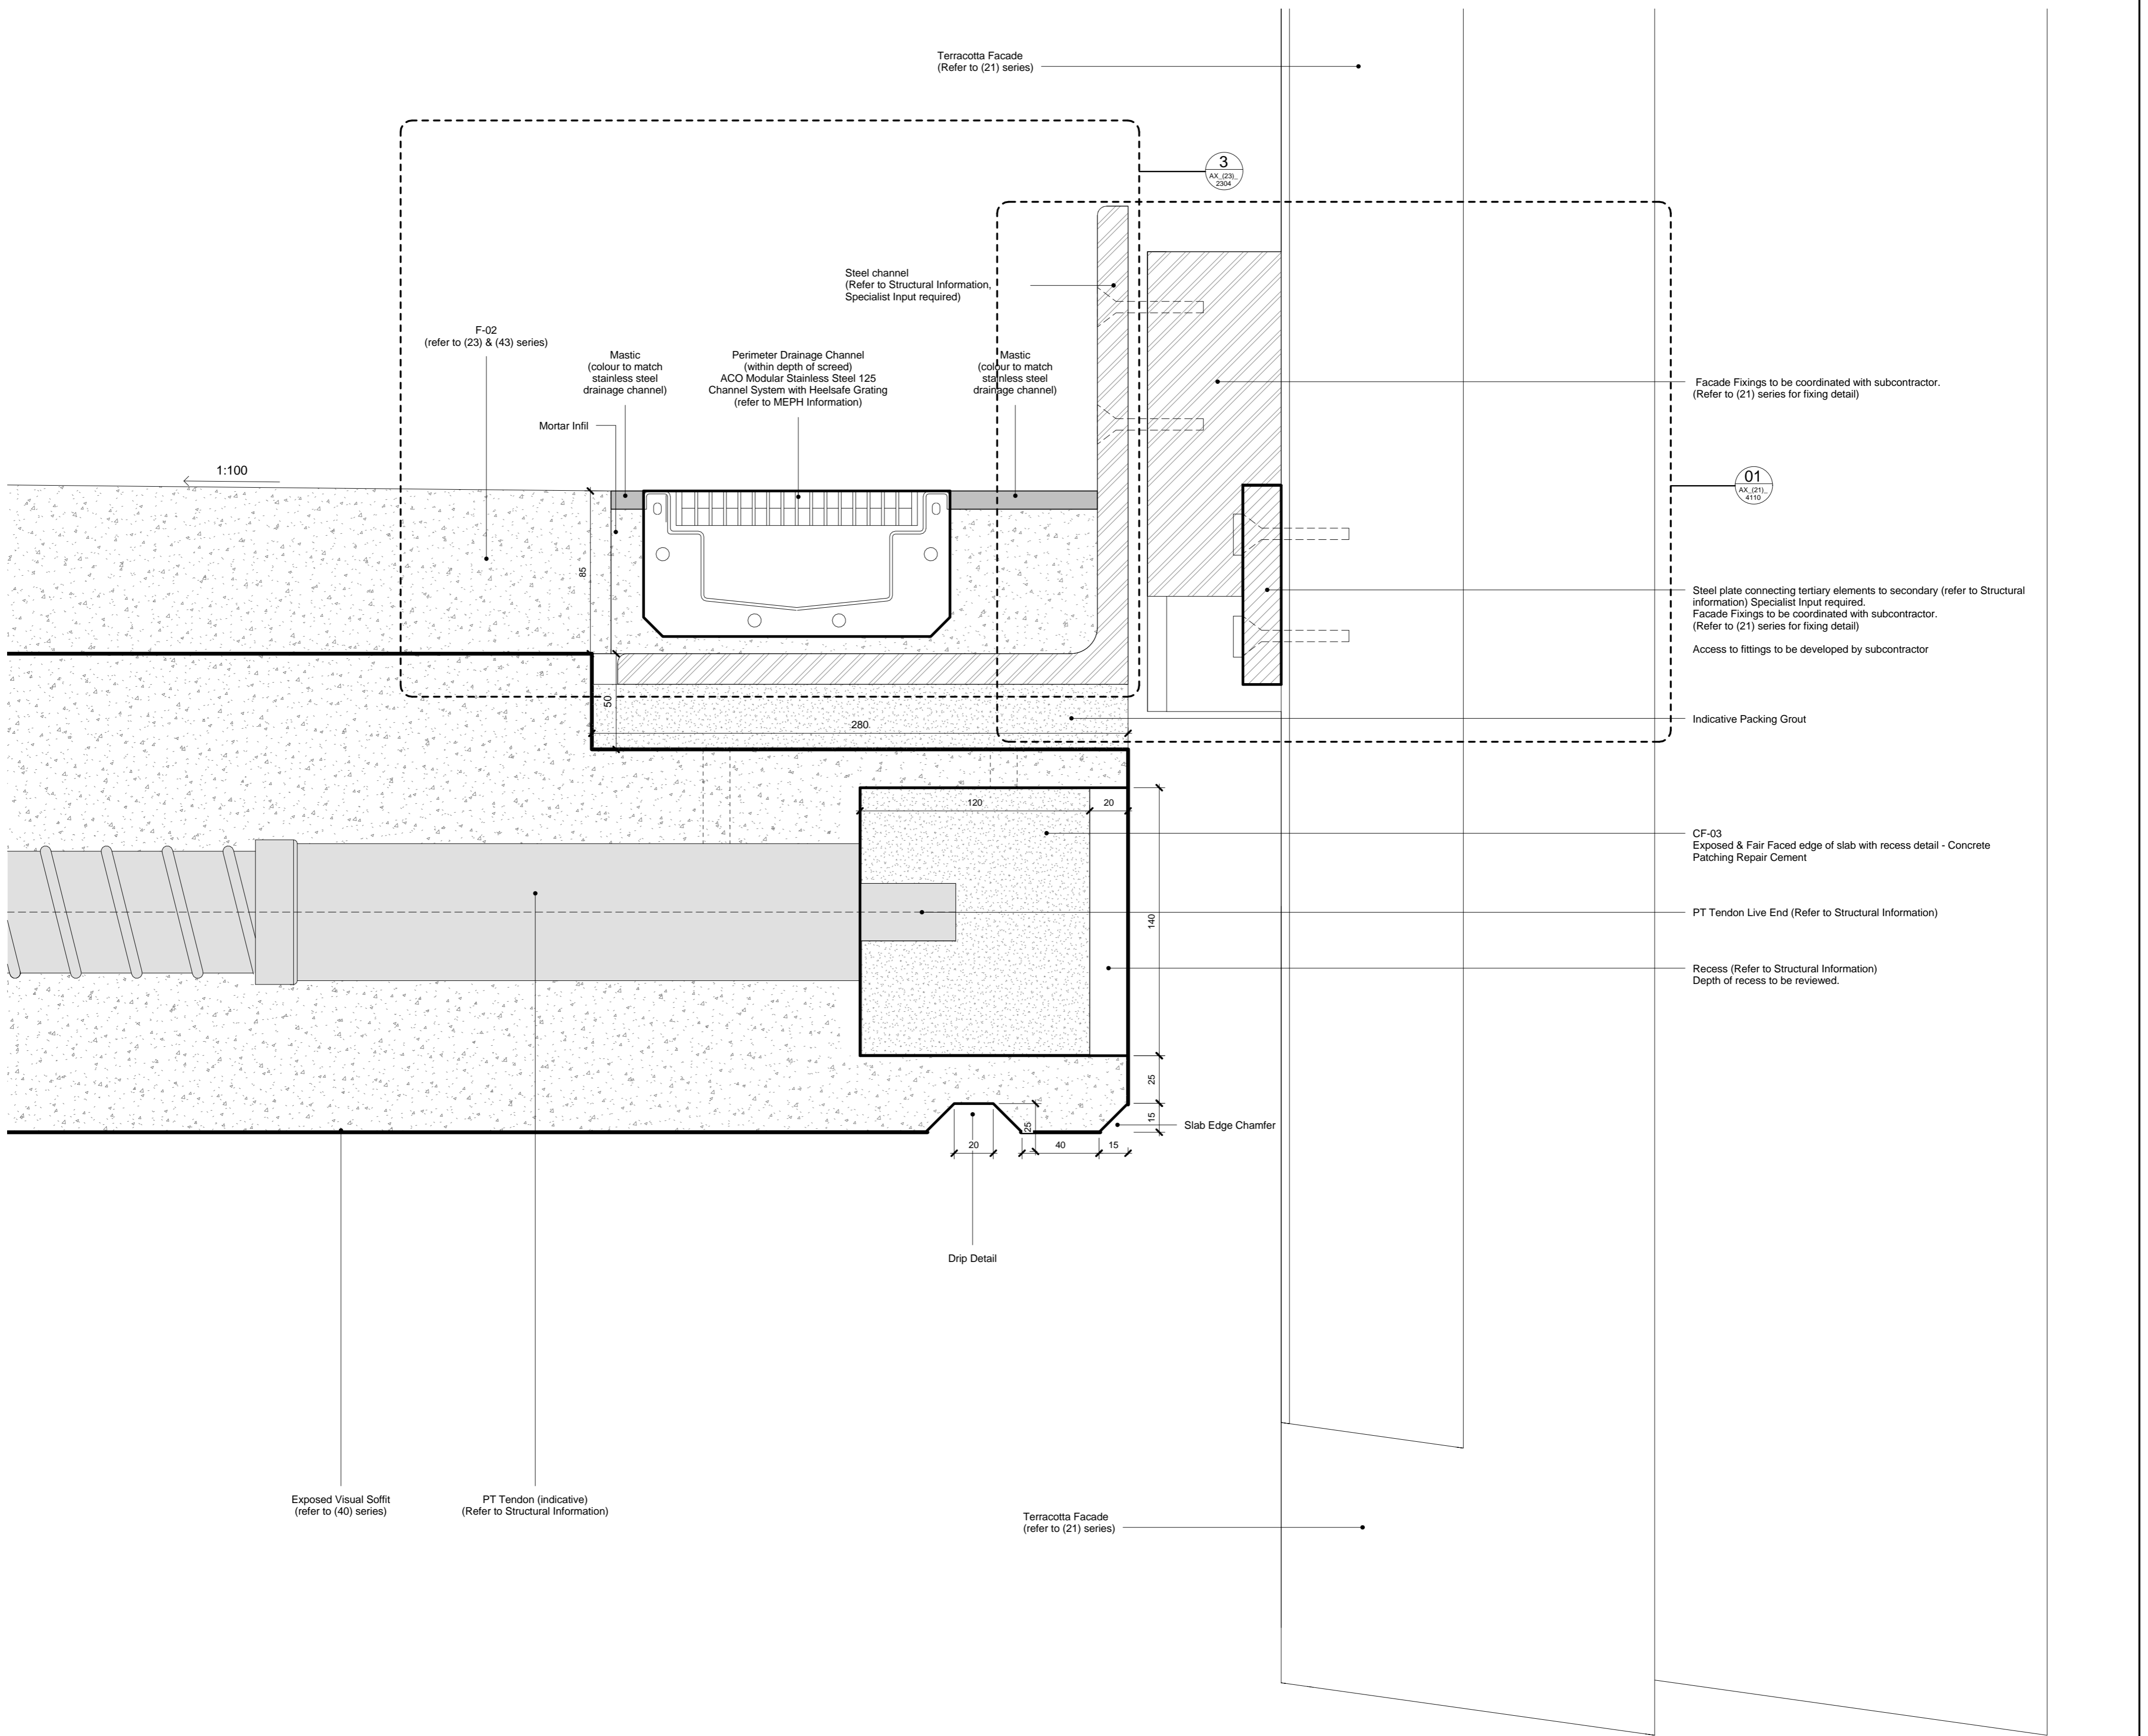 Terracotta Facade
(Refer to (21) series)
3
AX_(23)_
2304
Steel channel
(Refer to Structural Information,
Specialist Input required)
F-02
(refer to (23) & (43) series)
Mastic
(colour to match
stainless steel
drainage channel)
Perimeter Drainage Channel
(within depth of screed)
ACO Modular Stainless Steel 125
Channel System with Heelsafe Grating
(refer to MEPH Information)
Mastic
(colour to match
stainless steel
drainage channel)
Facade Fixings to be coordinated with subcontractor.
(Refer to (21) series for fixing detail)
Mortar Infil
1:100
01
AX_(21)_
4110
85
Steel plate connecting tertiary elements to secondary (refer to Structural
information) Specialist Input required.
Facade Fixings to be coordinated with subcontractor.
(Refer to (21) series for fixing detail)
Access to fittings to be developed by subcontractor
50
280
Indicative Packing Grout
120
20
CF-03
Exposed & Fair Faced edge of slab with recess detail - Concrete
Patching Repair Cement
140
PT Tendon Live End (Refer to Structural Information)
Recess (Refer to Structural Information)
Depth of recess to be reviewed.
25
15
25
Slab Edge Chamfer
20
40
15
Drip Detail
Exposed Visual Soffit
(refer to (40) series)
PT Tendon (indicative)
(Refer to Structural Information)
Terracotta Facade
(refer to (21) series)